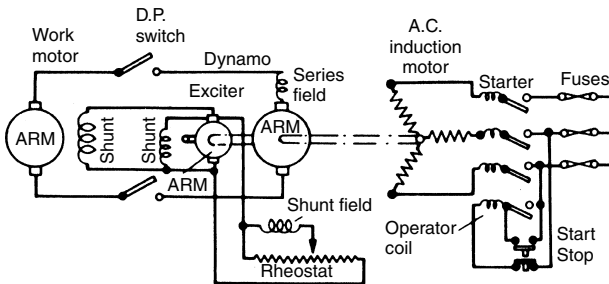 D.P.
switch
Work
motor
Dynamo
Exciter
Series
field
A.C.
induction
motor
Starter
Fuses
ARM
Shunt
Shunt
ARM
ARM
Shunt field
Rheostat
Operator
coil
Start
Stop